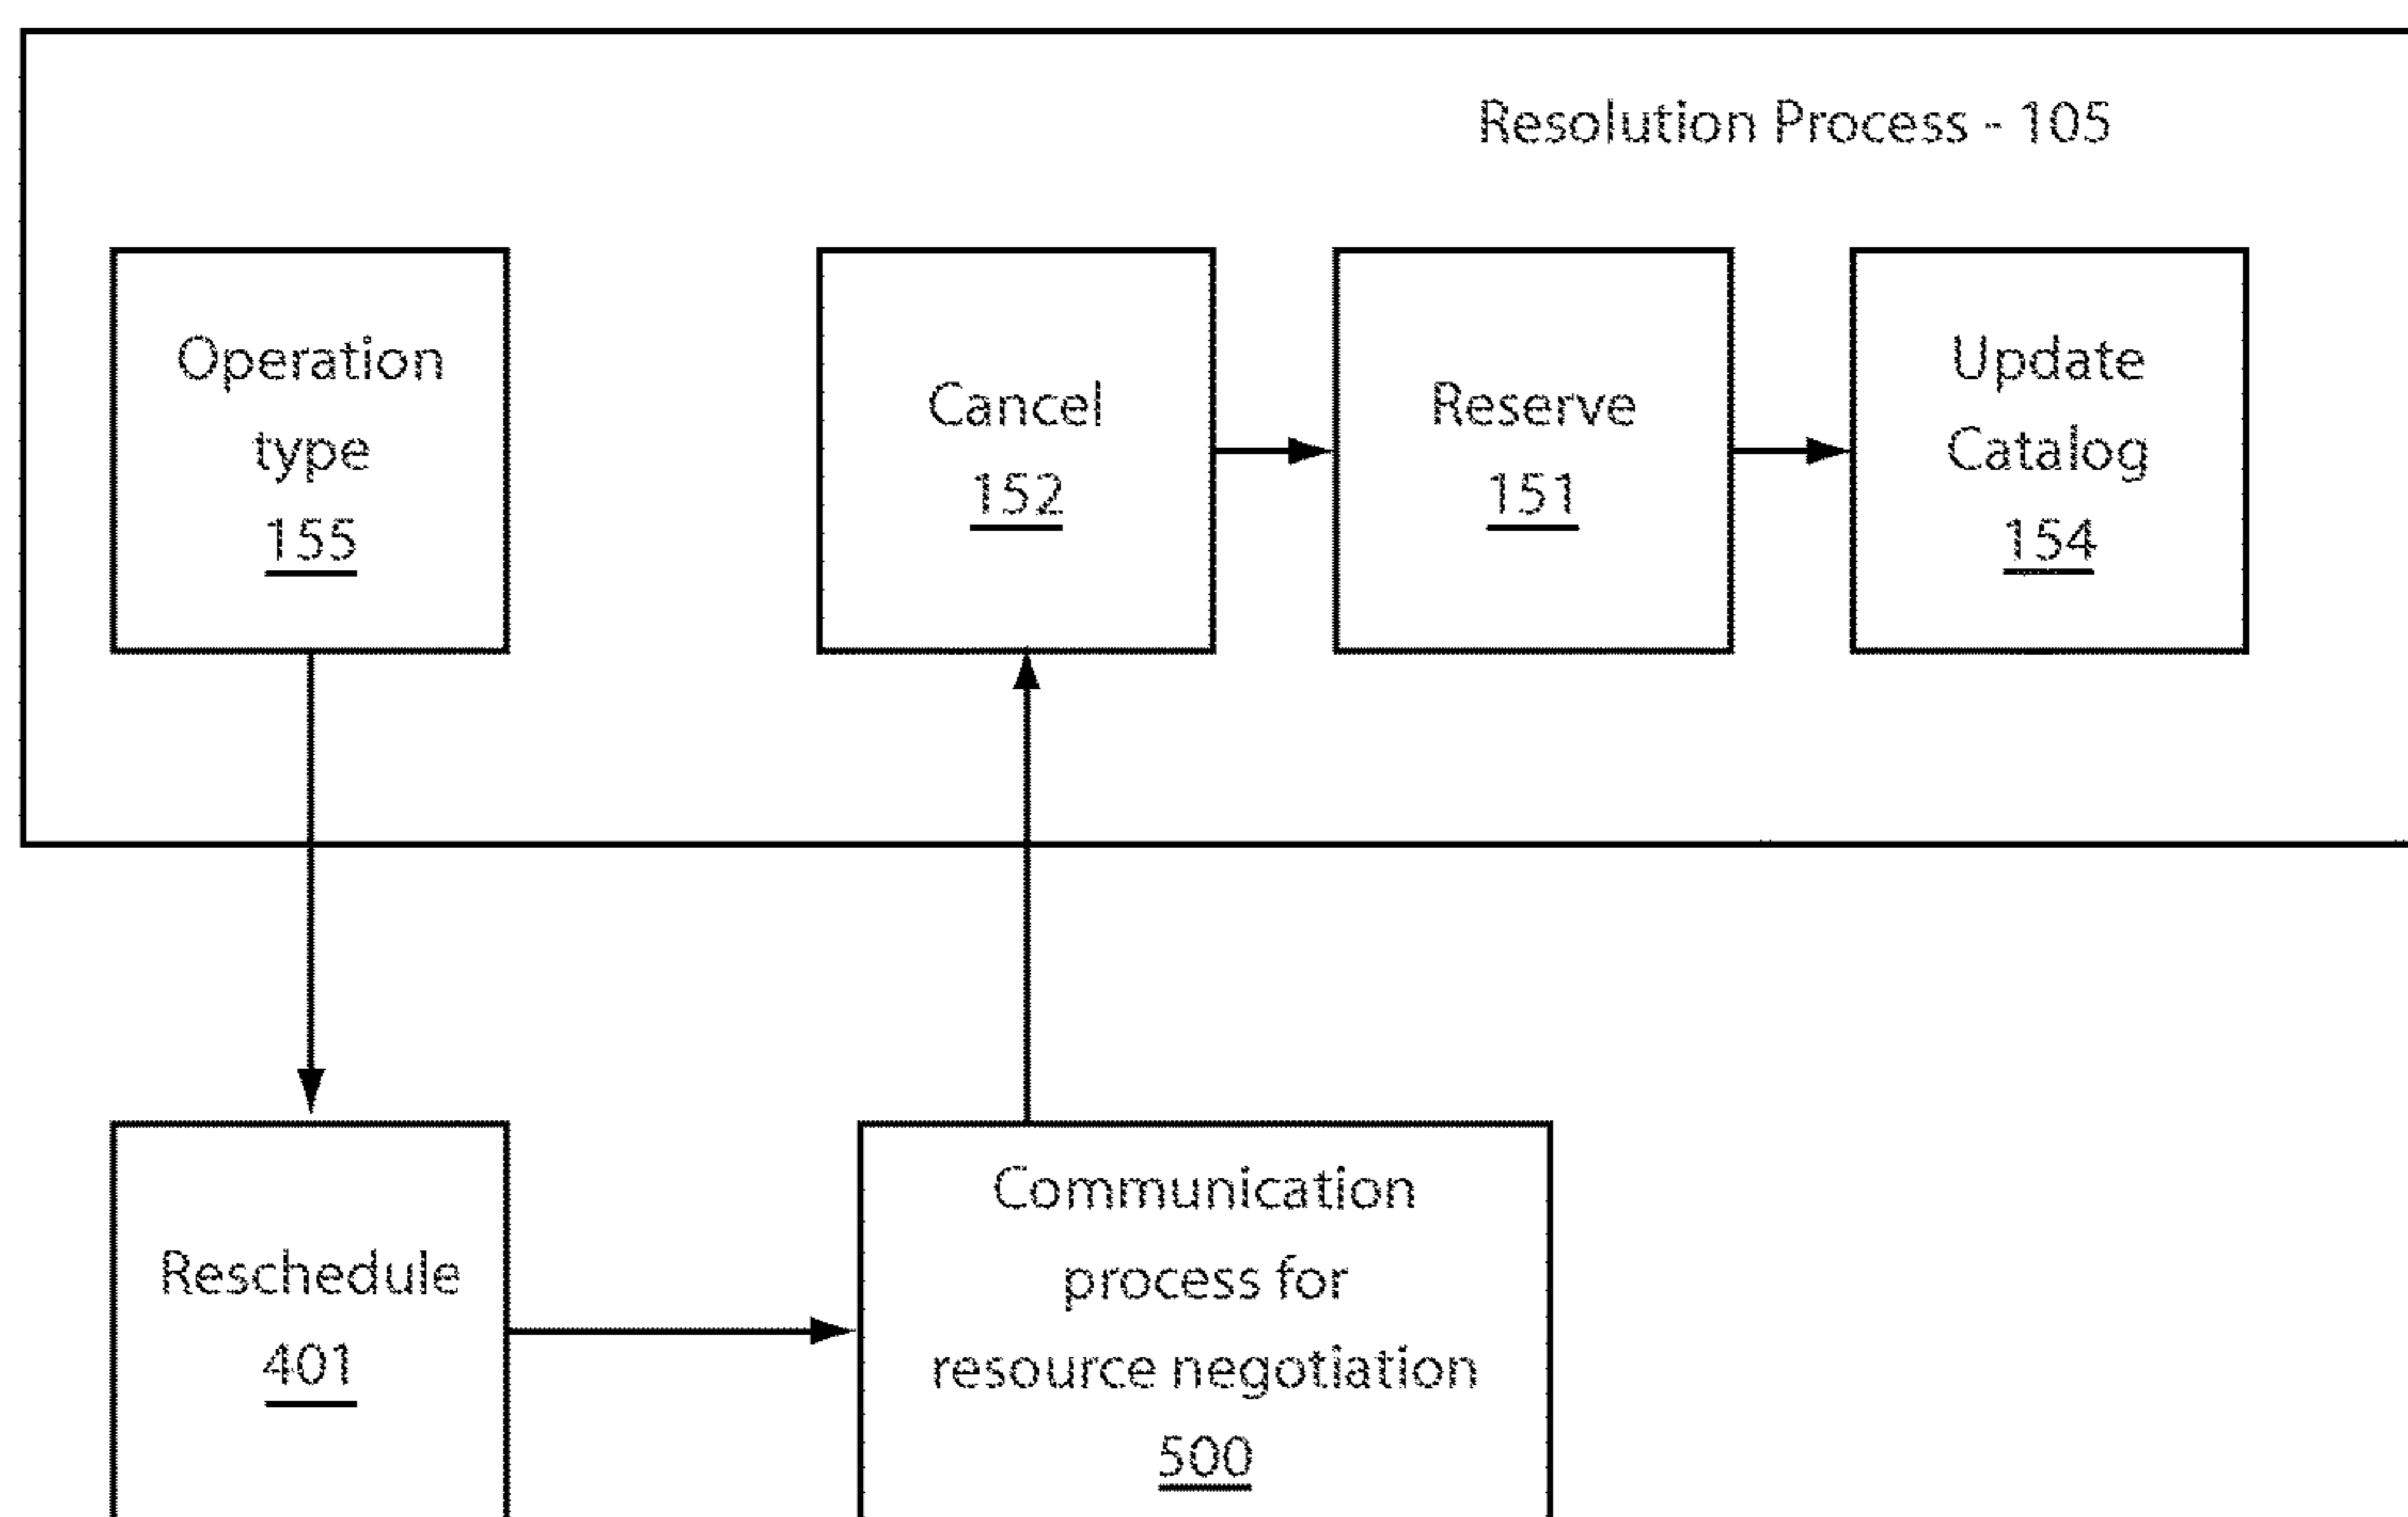 Resolution Process - 105
Operation
type
155
Cancel
152
Reserve
151
Update
Catalog
154
Reschedule
401
Communication
process for
resource negotiation
500